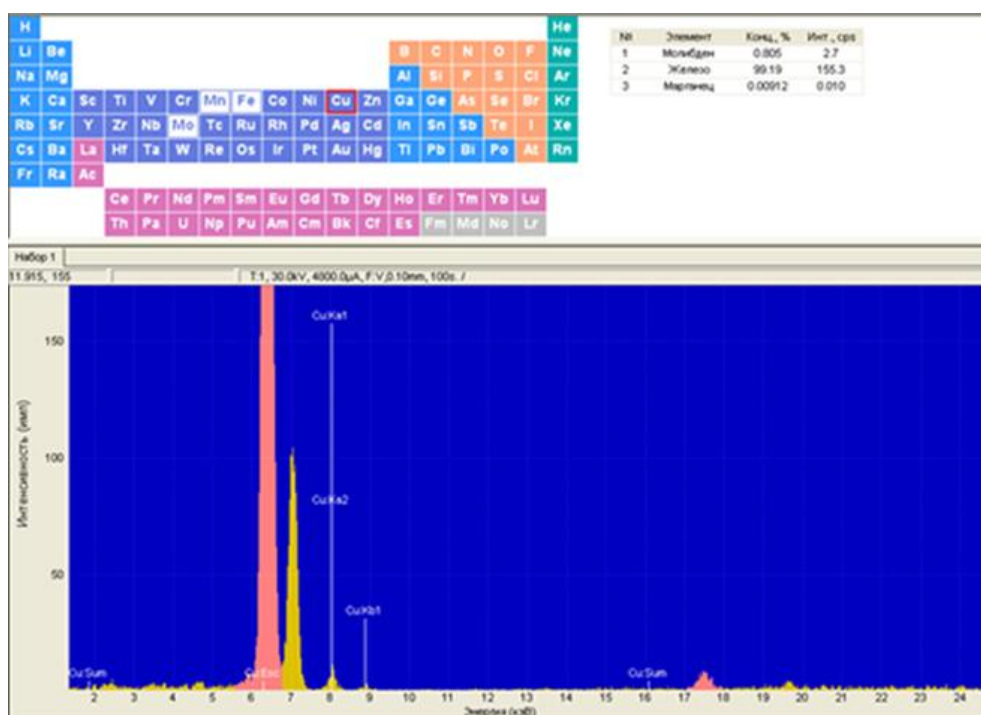 H He
Li Be B C N O F Ne
Na Mg Al Si P S Cl Ar
K Ca Sc Ti V Cr Mn Fe Co Ni Cu Zn Ga Ge As Se Br Kr
Rb Sr Y Zr Nb Mo Tc Ru Rh Pd Ag Cd In Sn Sb Te I Xe
Cs Ba La Hf Ta W Re Os Ir Pt Au Hg Tl Pb Bi Po At Rn
Fr Ra Ac
Ce Pr Nd Pm Sm Eu Gd Tb Dy Ho Er Tm Yb Lu
Th Pa U Np Pu Am Cm Bk Cf Es Fm Md No Lr
№ Элемент Конц., % Инт., cps
1 Молибден 0.805 2.7
2 Железо 99.19 155.3
3 Марганец 0.00912 0.010
Набор 1
11.915, 155 T:1, 30.0kV, 4800.0μA, F:V,0.10mm, 100s. /
Интенсивность (имп)
150
100
50
Cu:Ka1
Cu:Ka2
Cu:Kb1
Cu:Sum
Cu:Esc
Cu:Sum
2 3 4 5 6 7 8 9 10 11 12 13 14 15 16 17 18 19 20 21 22 23 24
Энергия (кэВ)